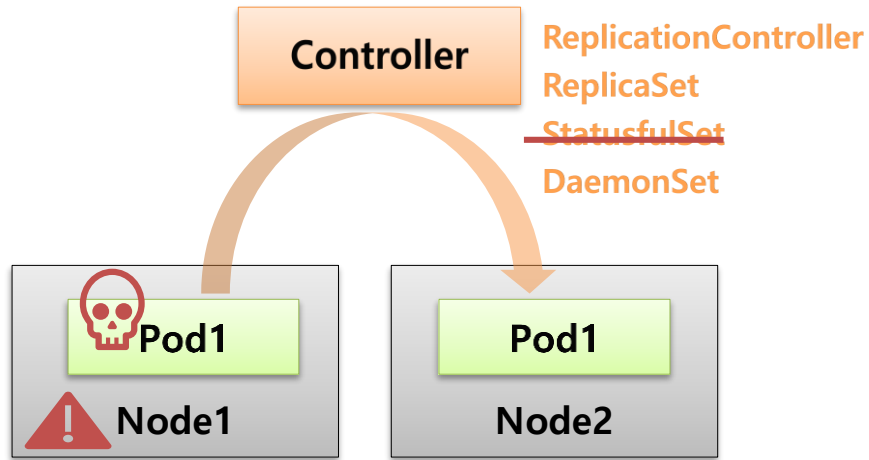 Controller
ReplicationController
ReplicaSet
StatusfulSet
DaemonSet
Pod1
Pod1
Node1
Node2